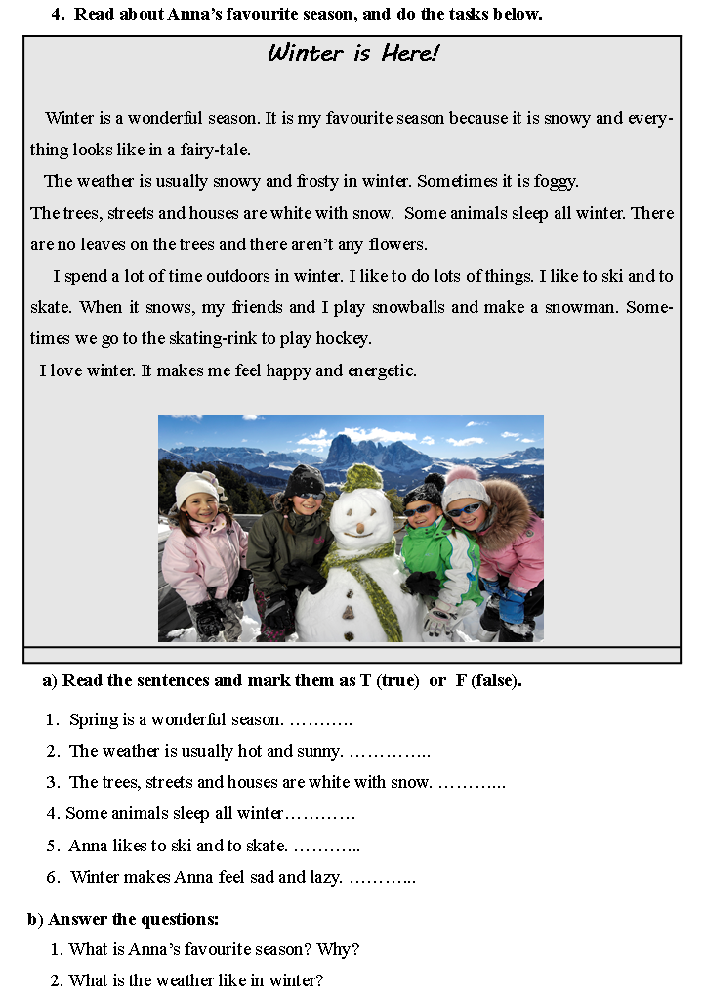 4. Read about Anna's favourite season, and do the tasks below.
Winter is Here!
Winter is a wonderful season. It is my favourite season because it is snowy and every-
thing looks like in a fairy-tale.
The weather is usually snowy and frosty in winter. Sometimes it is foggy.
The trees, streets and houses are white with snow. Some animals sleep all winter. There
are no leaves on the trees and there aren't any flowers.
I spend a lot of time outdoors in winter. I like to do lots of things. I like to ski and to
skate. When it snows, my friends and I play snowballs and make a snowman. Some-
times we go to the skating-rink to play hockey.
I love winter. It makes me feel happy and energetic.
a) Read the sentences and mark them as T (true) or F (false).
1. Spring is a wonderful season. ………..
2. The weather is usually hot and sunny. …………..
3. The trees, streets and houses are white with snow. ………...
4. Some animals sleep all winter…………
5. Anna likes to ski and to skate. ………...
6. Winter makes Anna feel sad and lazy. ………...
b) Answer the questions:
1. What is Anna's favourite season? Why?
2. What is the weather like in winter?